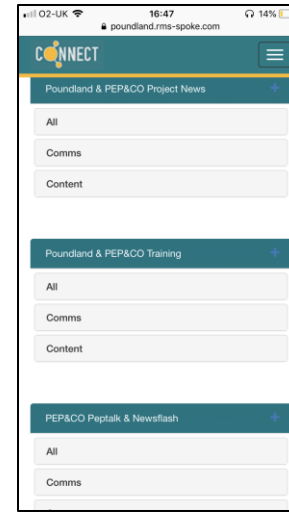 O2-UK 16:47 14%
poundland.rms-spoke.com
CONNECT
Poundland & PEP&CO Project News +
All
Comms
Content
Poundland & PEP&CO Training +
All
Comms
Content
PEP&CO Peptalk & Newsflash +
All
Comms